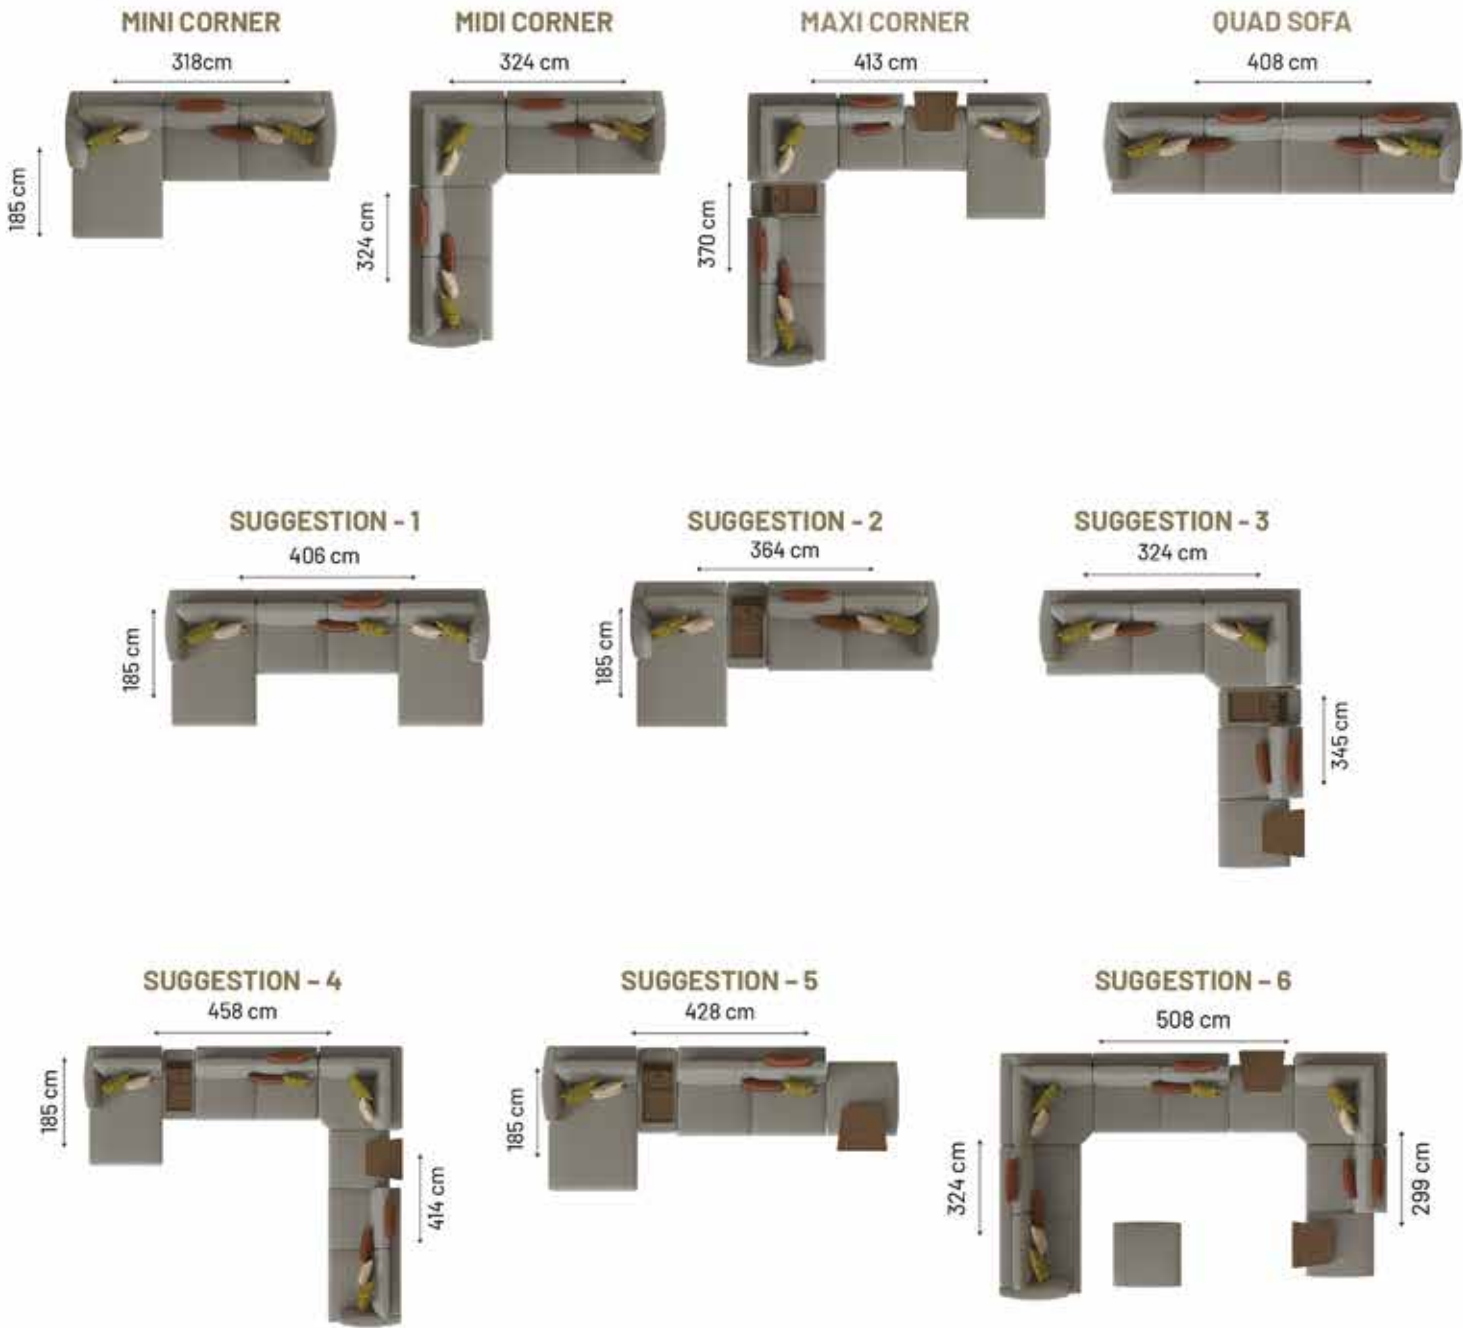 MINI CORNER
318cm
185 cm
MIDI CORNER
324 cm
324 cm
MAXI CORNER
413 cm
370 cm
QUAD SOFA
408 cm
SUGGESTION - 1
406 cm
185 cm
SUGGESTION - 2
364 cm
185 cm
SUGGESTION - 3
324 cm
345 cm
SUGGESTION - 4
458 cm
185 cm
414 cm
SUGGESTION - 5
428 cm
185 cm
SUGGESTION - 6
508 cm
324 cm
299 cm